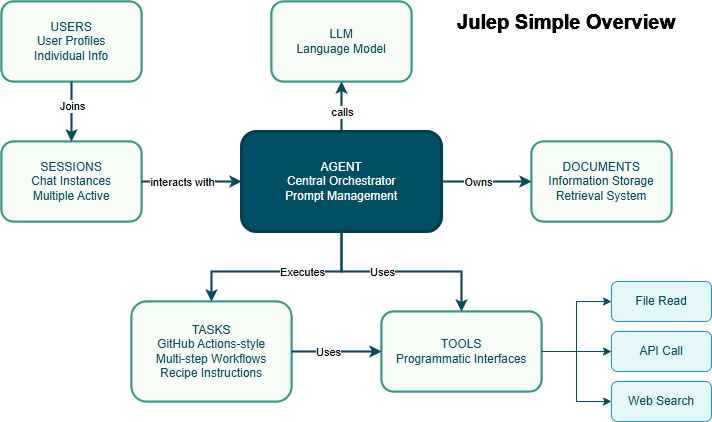 Julep Simple Overview
USERS
User Profiles
Individual Info
LLM
Language Model
Joins
calls
SESSIONS
Chat Instances
Multiple Active
interacts with
AGENT
Central Orchestrator
Prompt Management
Owns
DOCUMENTS
Information Storage
Retrieval System
Executes
Uses
TASKS
GitHub Actions-style
Multi-step Workflows
Recipe Instructions
Uses
TOOLS
Programmatic Interfaces
File Read
API Call
Web Search